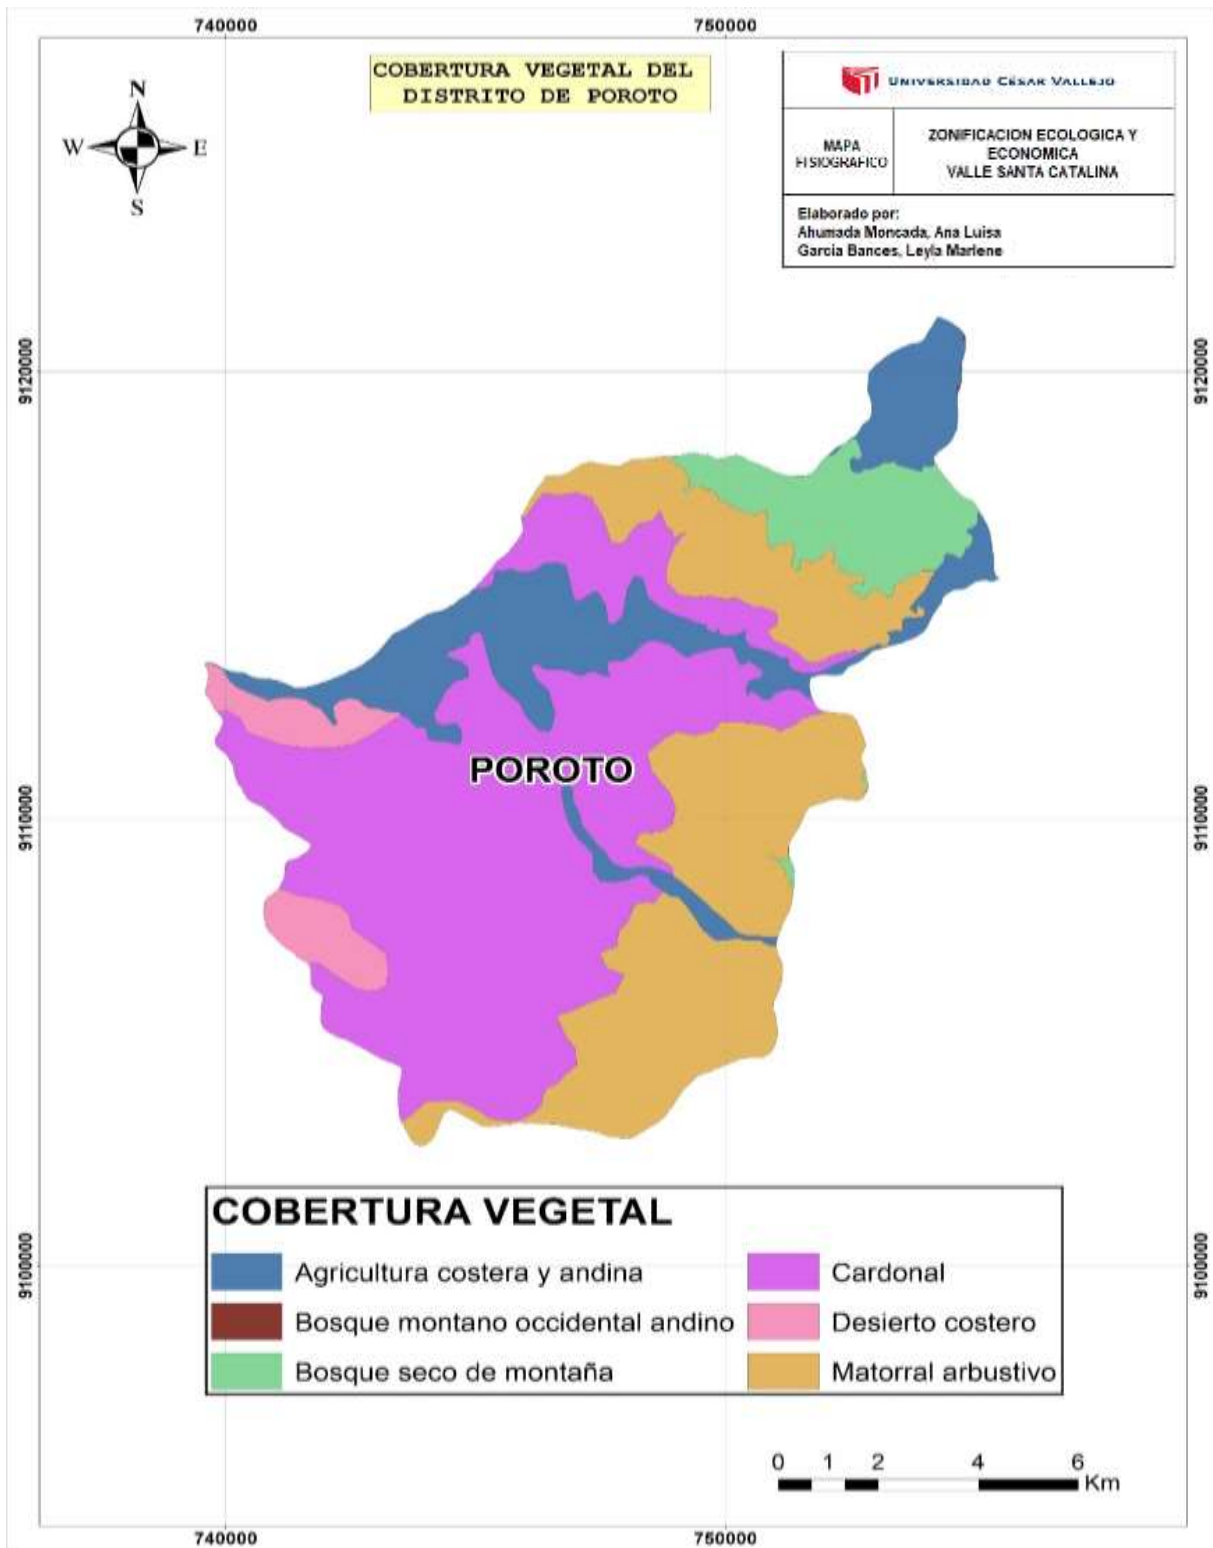 740000
750000
COBERTURA VEGETAL DEL
DISTRITO DE POROTO
UNIVERSIDAD CÉSAR VALLEJO
MAPA
FISIOGRAFICO
ZONIFICACION ECOLOGICA Y
ECONOMICA
VALLE SANTA CATALINA
Elaborado por:
Ahumada Moncada, Ana Luisa
Garcia Bances, Leyla Marlene
N
W
E
S
9120000
9120000
POROTO
9110000
9110000
COBERTURA VEGETAL
Agricultura costera y andina
Bosque montano occidental andino
Bosque seco de montaña
Cardonal
Desierto costero
Matorral arbustivo
9100000
9100000
0 1 2 4 6
Km
740000
750000